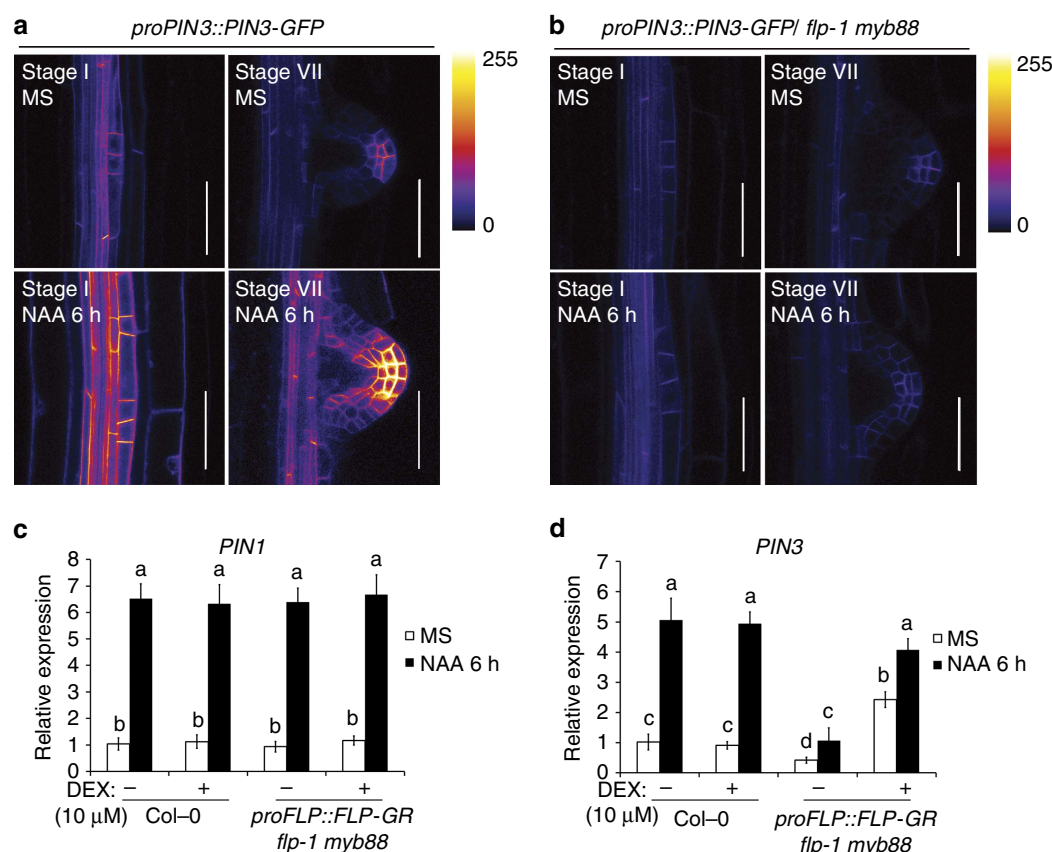 a
proPIN3::PIN3-GFP
Stage I
MS
Stage VII
MS
255
0
Stage I
NAA 6 h
Stage VII
NAA 6 h
b
proPIN3::PIN3-GFP/ flp-1 myb88
Stage I
MS
Stage VII
MS
255
0
Stage I
NAA 6 h
Stage VII
NAA 6 h
c
PIN1
Relative expression
8
7
6
5
4
3
2
1
0
a a a a
b b b b
MS
NAA 6 h
DEX: – + – +
(10 μM) Col–0 proFLP::FLP-GR
flp-1 myb88
d
PIN3
Relative expression
7
6
5
4
3
2
1
0
a a a
c c d c b
MS
NAA 6 h
DEX: – + – +
(10 μM) Col–0 proFLP::FLP-GR
flp-1 myb88